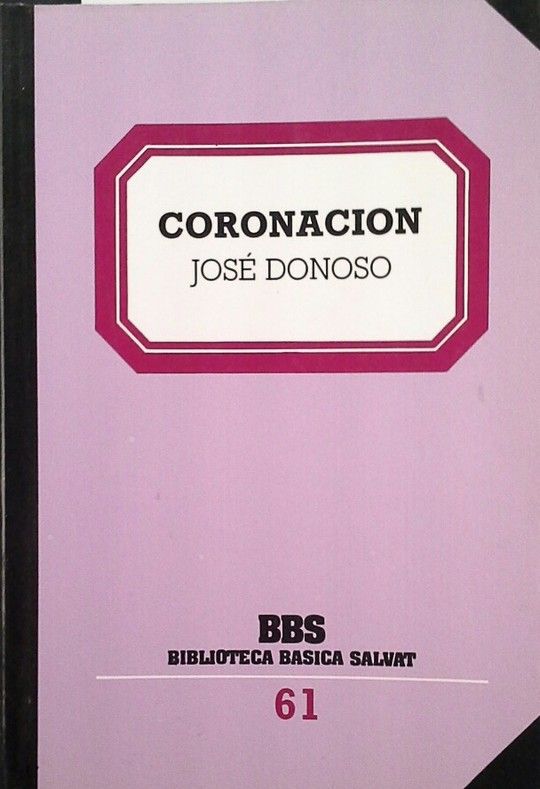 CORONACION
JOSÉ DONOSO
BBS
BIBLIOTECA BASICA SALVAT
61